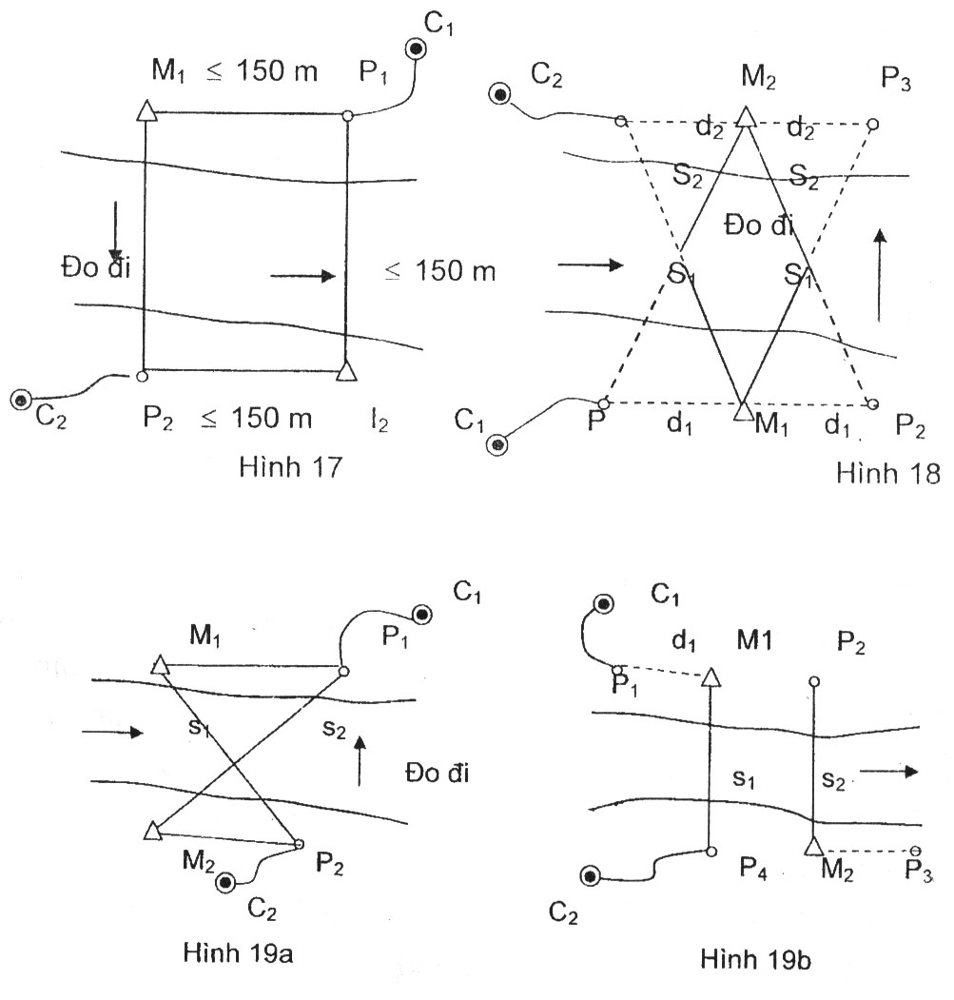 C₁
M₁ ≤ 150 m P₁
Đo đi
≤ 150 m
C₂
P₂ ≤ 150 m I₂
Hình 17
C₂ M₂ P₃
d₂ d₂
S₂ S₂
Đo đi
S₁ S₁
C₁ P d₁ M₁ d₁ P₂
Hình 18
C₁
M₁ P₁
s₁ s₂
Đo đi
M₂ P₂
C₂
Hình 19a
C₁ d₁ M1 P₂
P₁
s₁ s₂
P₄ M₂ P₃
C₂
Hình 19b